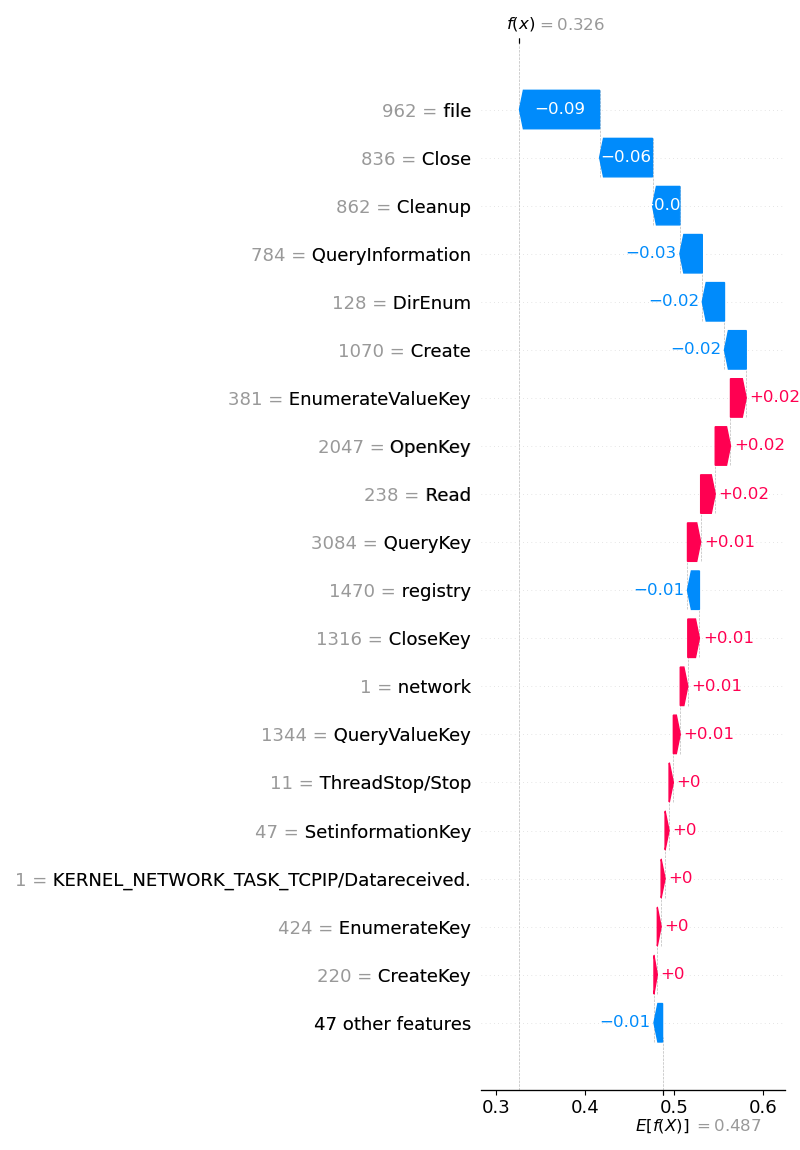 f(x) = 0.326
962 = file −0.09
836 = Close −0.06
862 = Cleanup
784 = QueryInformation −0.03
128 = DirEnum −0.02
1070 = Create −0.02
381 = EnumerateValueKey +0.02
2047 = OpenKey +0.02
238 = Read +0.02
3084 = QueryKey +0.01
1470 = registry −0.01
1316 = CloseKey +0.01
1 = network +0.01
1344 = QueryValueKey +0.01
11 = ThreadStop/Stop +0
47 = SetinformationKey +0
1 = KERNEL_NETWORK_TASK_TCPIP/Datareceived. +0
424 = EnumerateKey +0
220 = CreateKey +0
47 other features −0.01
0.3 0.4 0.5 0.6
E[f(X)] = 0.487